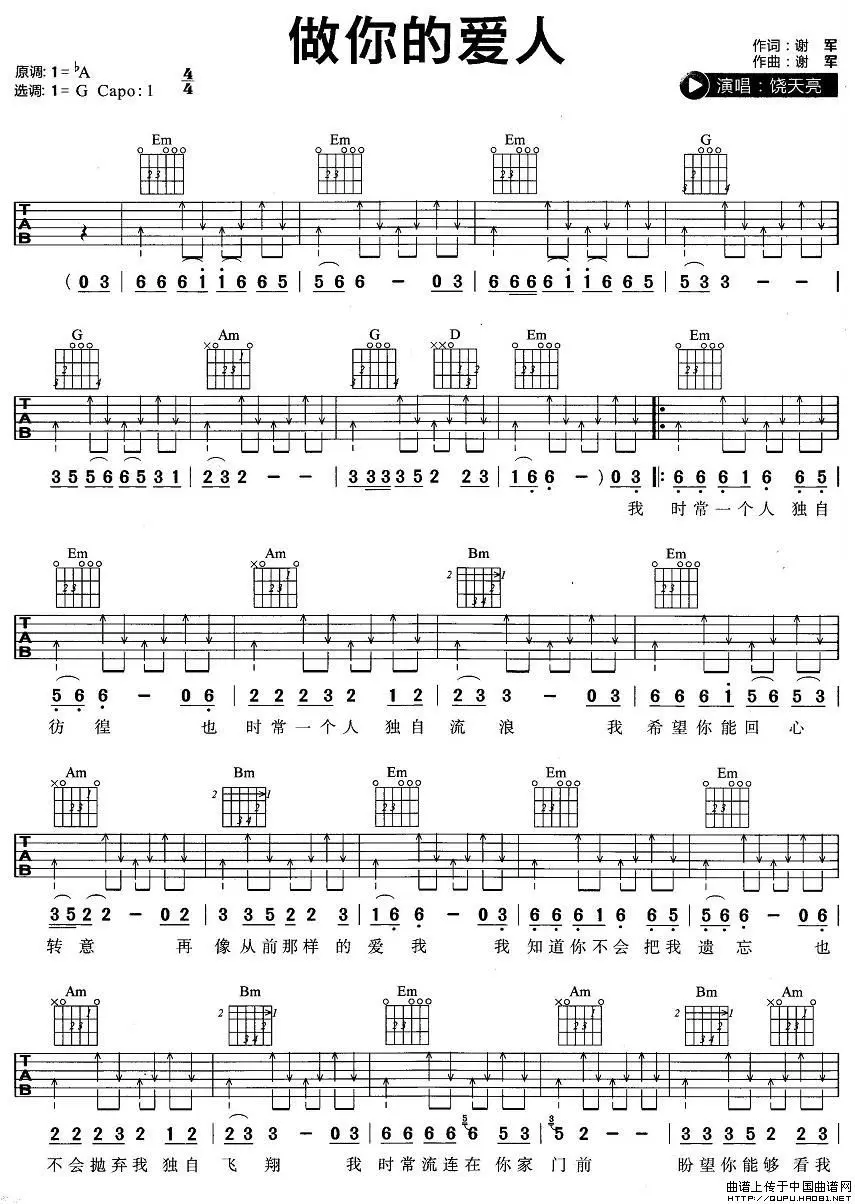 做你的爱人
原调: 1=♭A 4/4
选调: 1=G Capo:1
作词：谢 军
作曲：谢 军
演唱：饶天亮
Em Em Em G
T A B
(0 3 | 6 6 6 i i 6 6 5 | 5 6 6 - 0 3 | 6 6 6 6 i i 6 6 5 | 5 3 3 - - |
G Am G D Em Em
T A B
3 5 5 6 6 5 3 1 | 2 3 2 - - | 3 3 3 3 3 5 2 2 3 | 1 6 6 - ) 0 3 |: 6 6 6 1 6 6 5 |
我 时常一个人 独自
Em Am Bm Em
T A B
5 6 6 - 0 6 | 2 2 2 3 2 1 2 | 2 3 3 - 0 3 | 6 6 6 i 5 6 5 3 |
彷 徨 也 时常一个人 独自 流 浪 我 希望你能回 心
Am Bm Em Em Em
T A B
3 5 2 2 - 0 2 | 3 3 5 2 2 3 | 1 6 6 - 0 3 | 6 6 6 1 6 6 5 | 5 6 6 - 0 6 |
转 意 再 像从前那样 的 爱 我 我 知道你不会 把我 遗 忘 也
Am Bm Em Am Bm Am
T A B
2 2 2 3 2 1 2 | 2 3 3 - 0 3 | 6 6 6 6 6 5 3 | 5 2 - - | 3 3 3 5 2 2 3 |
不会抛弃我 独自 飞 翔 我 时常流连在 你家 门前 盼望你能够 看我
曲谱上传于中国曲谱网
HTTP://QUPU.HAO81.NET